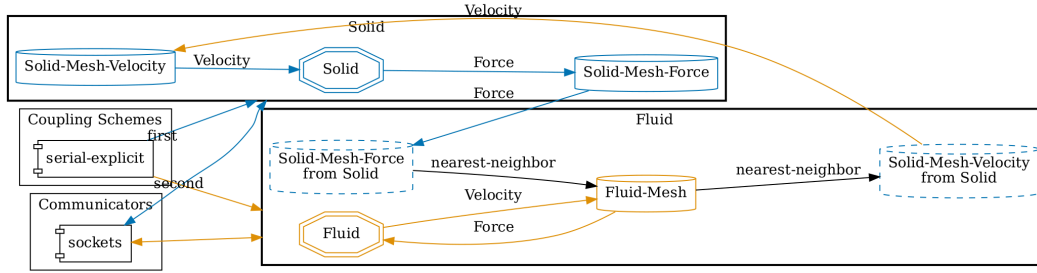 Velocity
Solid
Solid-Mesh-Velocity
Velocity
Solid
Force
Solid-Mesh-Force
Force
Coupling Schemes
first
serial-explicit
second
Communicators
sockets
Fluid
Solid-Mesh-Force
from Solid
nearest-neighbor
Fluid-Mesh
nearest-neighbor
Solid-Mesh-Velocity
from Solid
Velocity
Fluid
Force